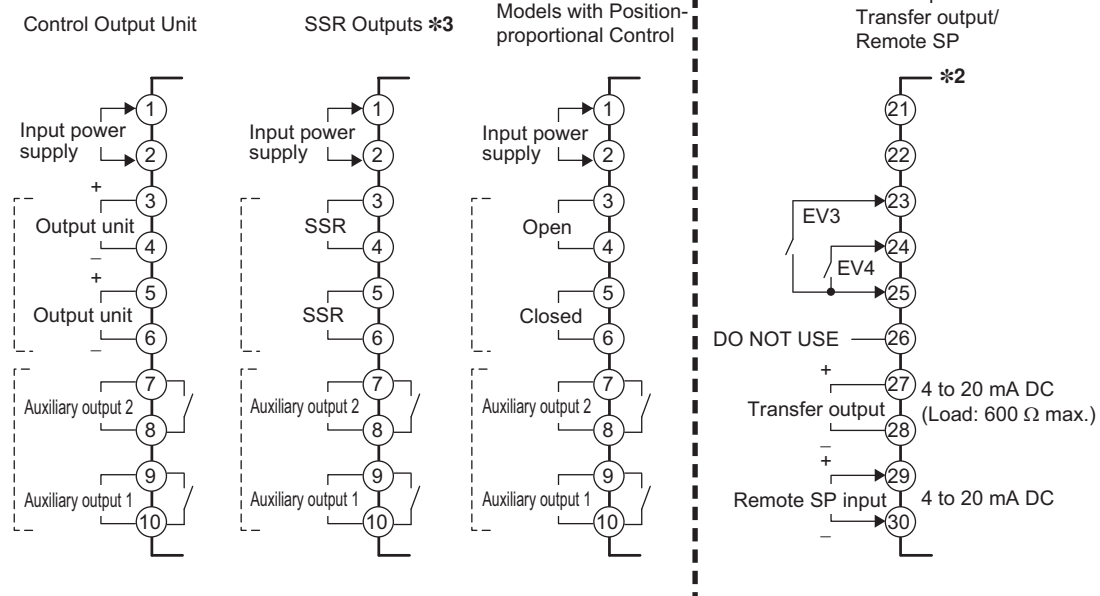 Control Output Unit
SSR Outputs *3
Models with Position-
proportional Control
Transfer output/
Remote SP
*2
1
Input power
supply
2
+
3
Output unit
4
–
+
5
Output unit
6
–
7
Auxiliary output 2
8
9
Auxiliary output 1
10
1
Input power
supply
2
3
SSR
4
5
SSR
6
7
Auxiliary output 2
8
9
Auxiliary output 1
10
1
Input power
supply
2
3
Open
4
5
Closed
6
7
Auxiliary output 2
8
9
Auxiliary output 1
10
21
22
23
EV3
24
EV4
25
DO NOT USE
26
+
27
4 to 20 mA DC
Transfer output
(Load: 600 Ω max.)
28
–
+
29
Remote SP input
4 to 20 mA DC
30
–